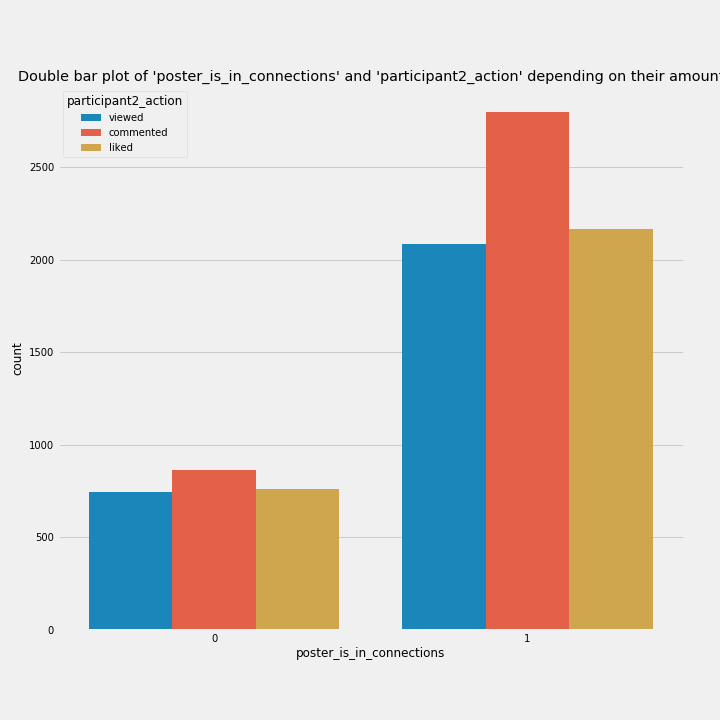 Double bar plot of 'poster_is_in_connections' and 'participant2_action' depending on their amount
participant2_action
viewed
commented
liked
2500
2000
1500
1000
500
0
count
0 1
poster_is_in_connections